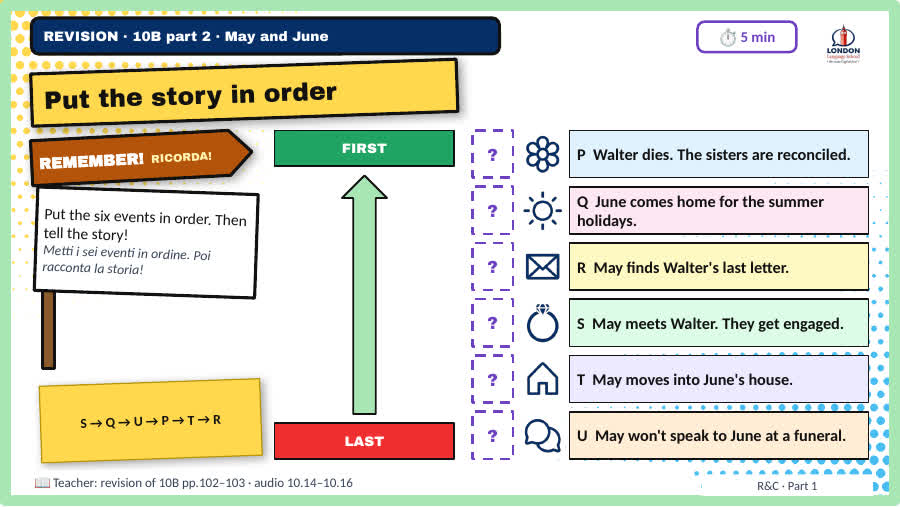 REVISION · 10B part 2 · May and June
⏱️ 5 min
LONDON
Language School
Put the story in order
REMEMBER! RICORDA!
Put the six events in order. Then
tell the story!
Metti i sei eventi in ordine. Poi
racconta la storia!
S → Q → U → P → T → R
FIRST
LAST
? P Walter dies. The sisters are reconciled.
? Q June comes home for the summer
holidays.
? R May finds Walter's last letter.
? S May meets Walter. They get engaged.
? T May moves into June's house.
? U May won't speak to June at a funeral.
📖 Teacher: revision of 10B pp.102–103 · audio 10.14–10.16
R&C · Part 1